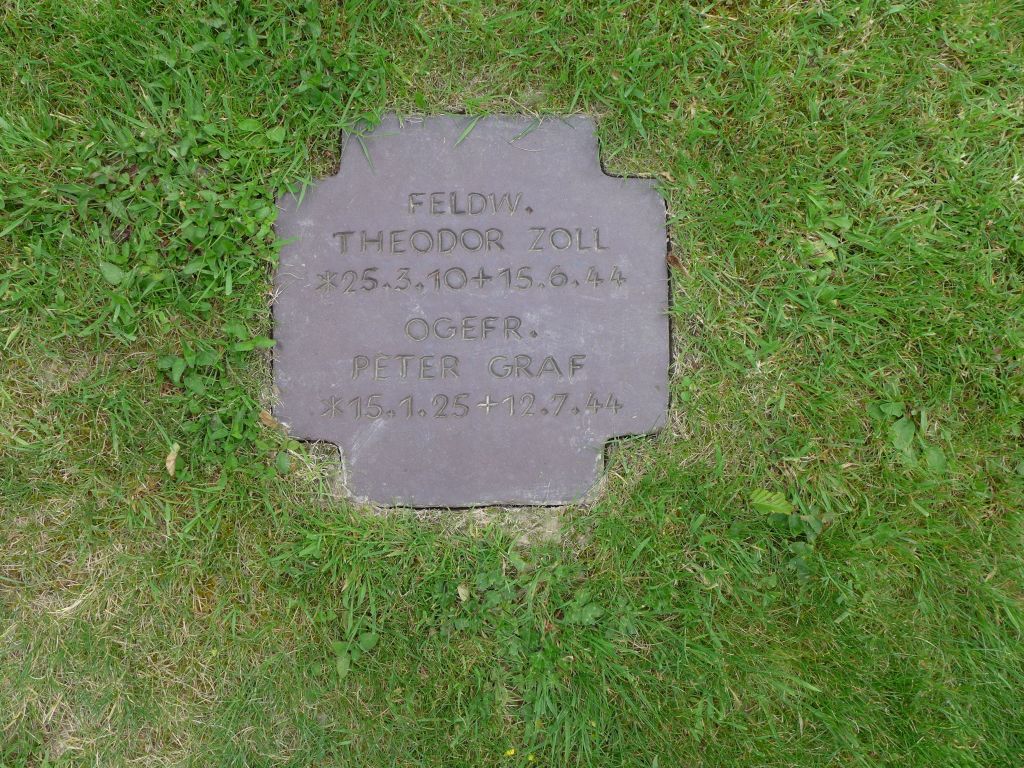 FELDW.
THEODOR ZOLL
*25.3.10+15.6.44
OGEFR.
PETER GRAF
*15.1.25+12.7.44